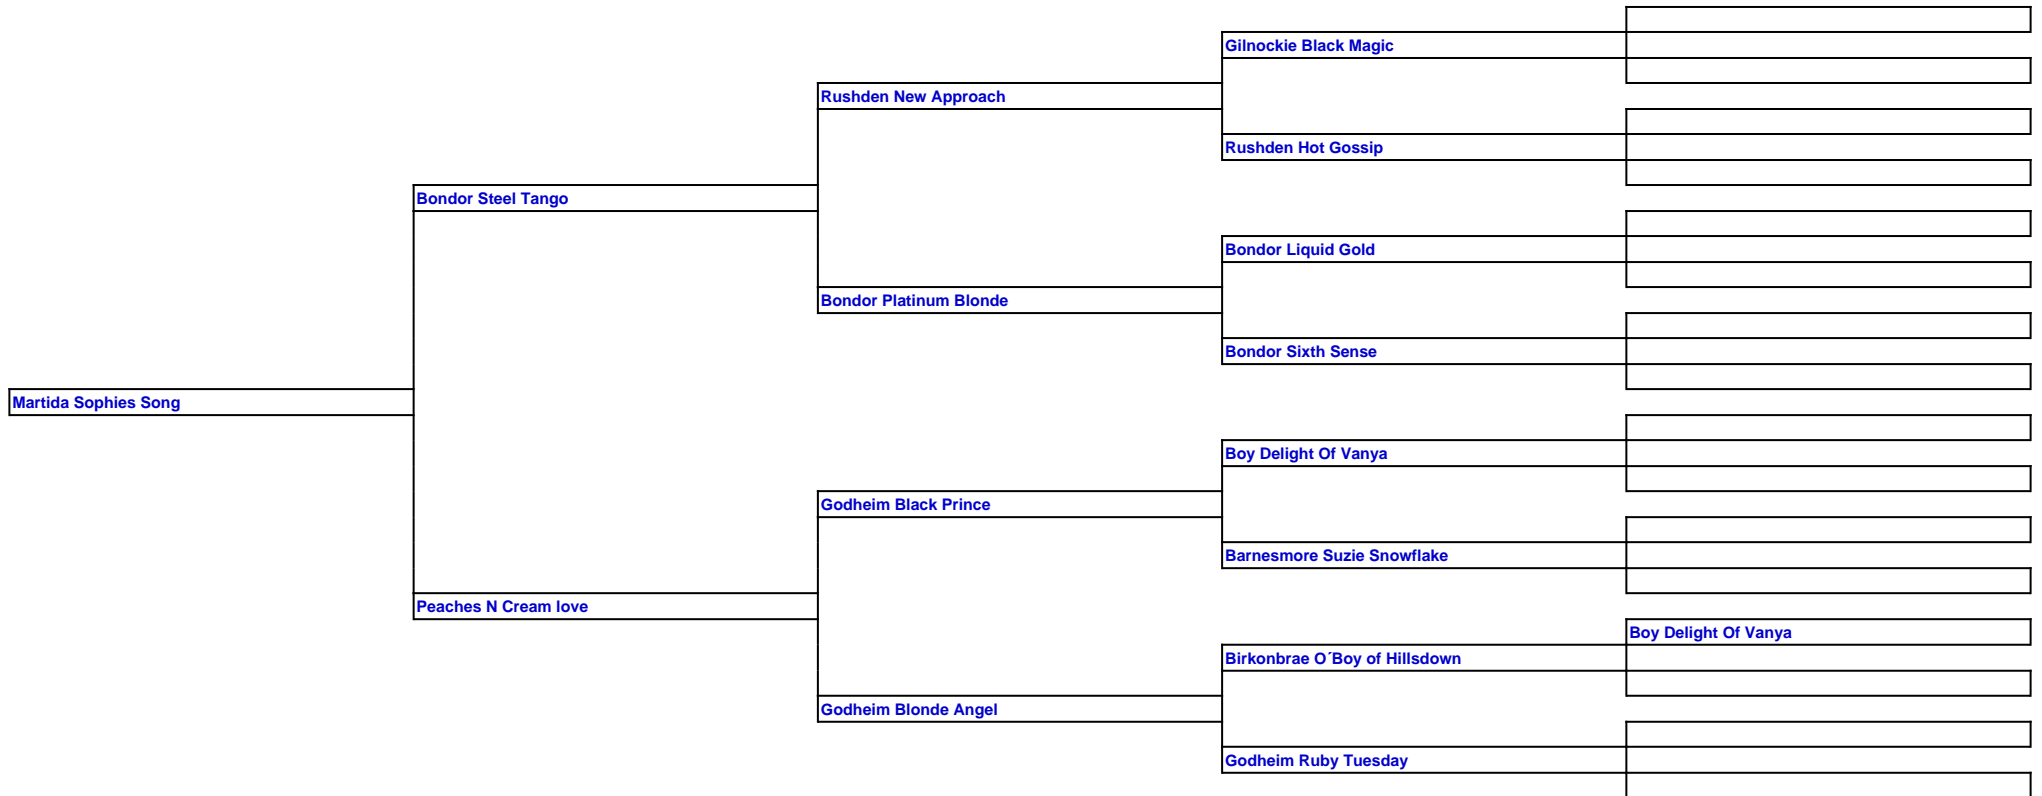 Gilnockie Black Magic
Rushden New Approach
Rushden Hot Gossip
Bondor Steel Tango
Bondor Liquid Gold
Bondor Platinum Blonde
Bondor Sixth Sense
Martida Sophies Song
Boy Delight Of Vanya
Godheim Black Prince
Barnesmore Suzie Snowflake
Peaches N Cream love
Boy Delight Of Vanya
Birkonbrae O´Boy of Hillsdown
Godheim Blonde Angel
Godheim Ruby Tuesday